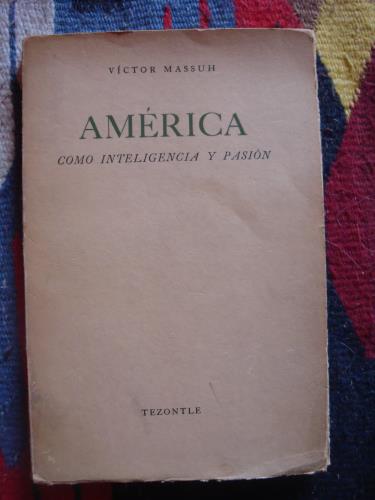 VÍCTOR MASSUH
AMÉRICA
COMO INTELIGENCIA Y PASIÓN
TEZONTLE